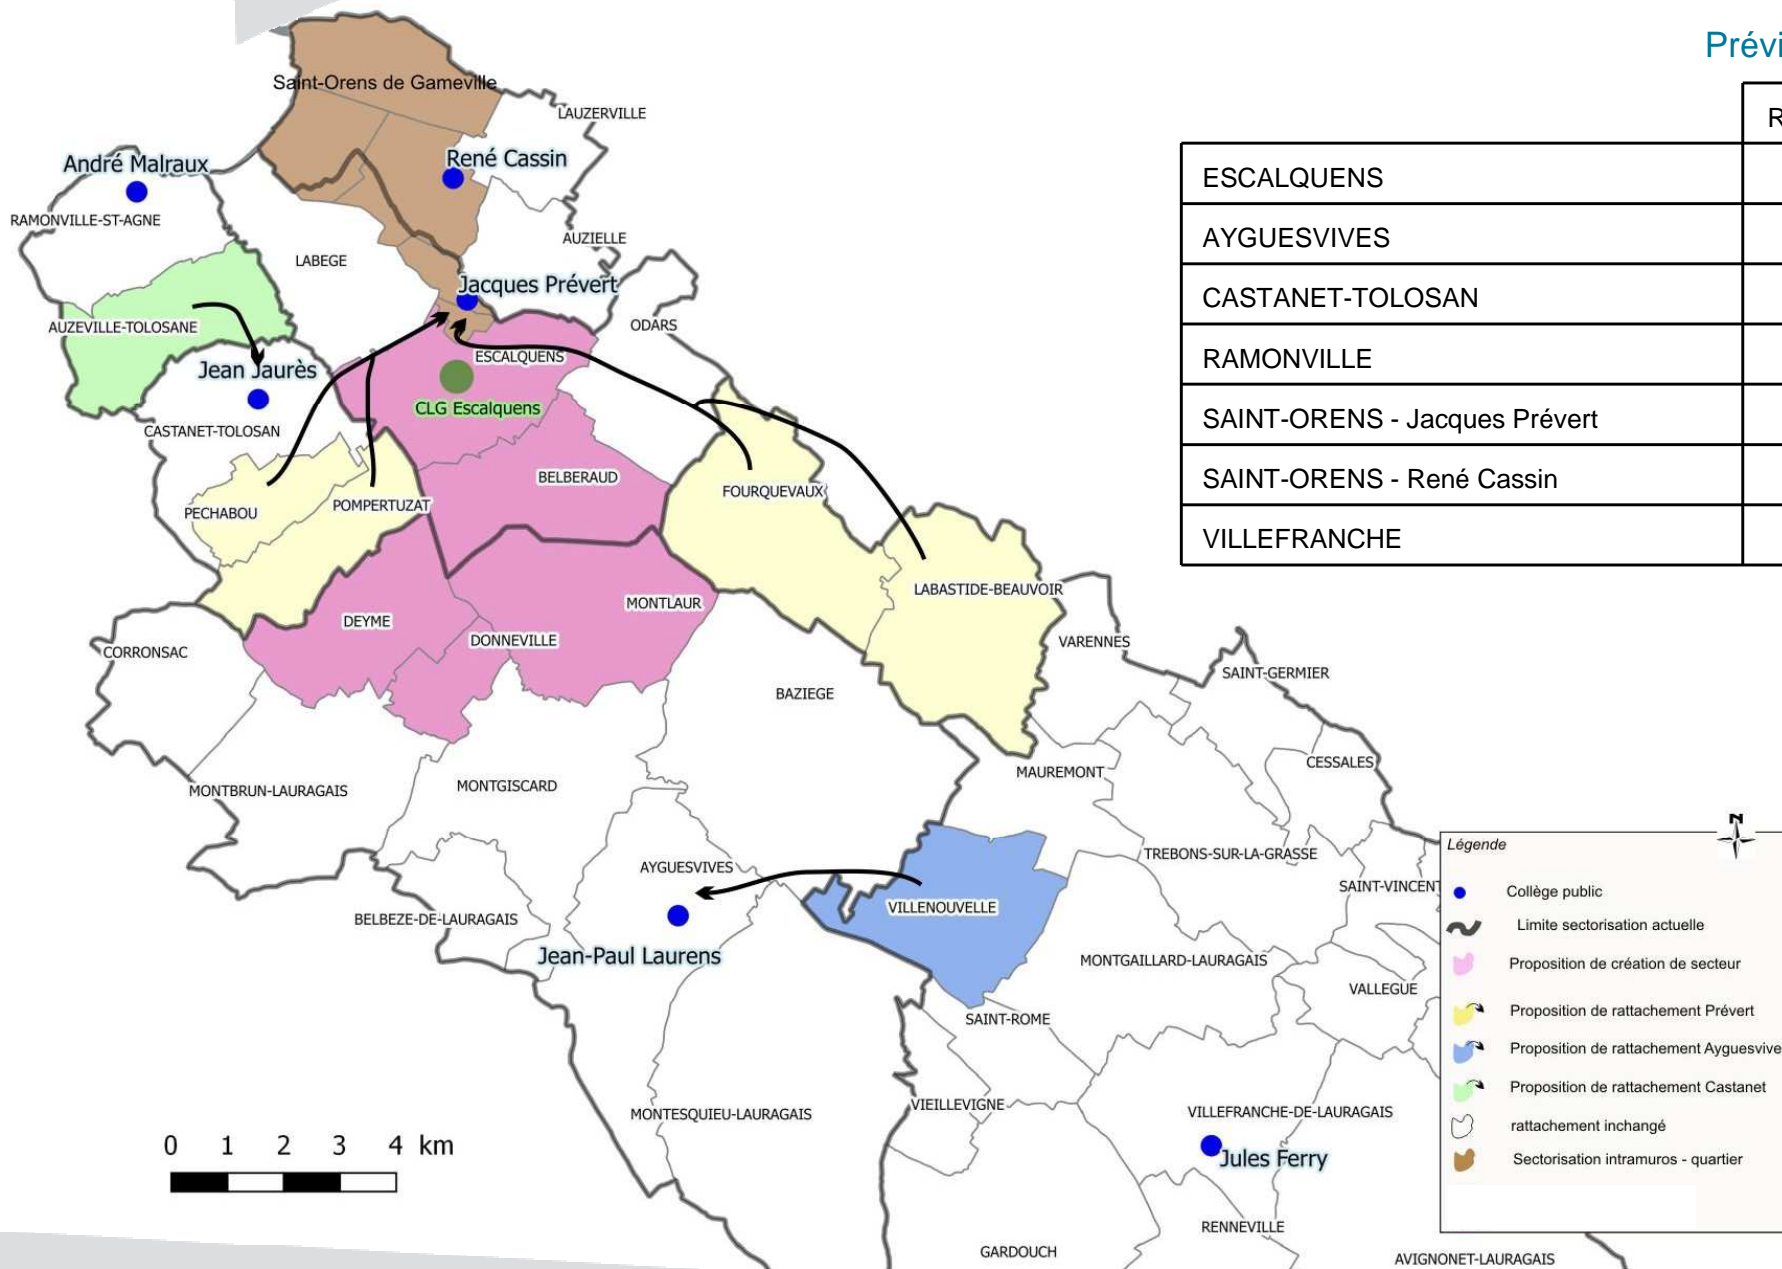 Prévi
R
ESCALQUENS
AYGUESVIVES
CASTANET-TOLOSAN
RAMONVILLE
SAINT-ORENS - Jacques Prévert
SAINT-ORENS - René Cassin
VILLEFRANCHE
Saint-Orens de Gameville
LAUZERVILLE
André Malraux
René Cassin
RAMONVILLE-ST-AGNE
AUZIELLE
LABEGE
Jacques Prévert
AUZEVILLE-TOLOSANE
ODARS
ESCALQUENS
Jean Jaurès
CLG Escalquens
CASTANET-TOLOSAN
BELBERAUD
FOURQUEVAUX
PECHABOU
POMPERTUZAT
LABASTIDE-BEAUVOIR
MONTLAUR
DEYME
DONNEVILLE
VARENNES
CORRONSAC
SAINT-GERMIER
BAZIEGE
CESSALES
MAUREMONT
MONTGISCARD
MONTBRUN-LAURAGAIS
TREBONS-SUR-LA-GRASSE
AYGUESVIVES
SAINT-VINCENT
VILLENOUVELLE
BELBEZE-DE-LAURAGAIS
Jean-Paul Laurens
MONTGAILLARD-LAURAGAIS
VALLEGUE
SAINT-ROME
VIEILLEVIGNE
MONTESQUIEU-LAURAGAIS
VILLEFRANCHE-DE-LAURAGAIS
Jules Ferry
RENNEVILLE
GARDOUCH
AVIGNONET-LAURAGAIS
0 1 2 3 4 km
N
Légende
Collège public
Limite sectorisation actuelle
Proposition de création de secteur
Proposition de rattachement Prévert
Proposition de rattachement Ayguesvive
Proposition de rattachement Castanet
rattachement inchangé
Sectorisation intramuros - quartier